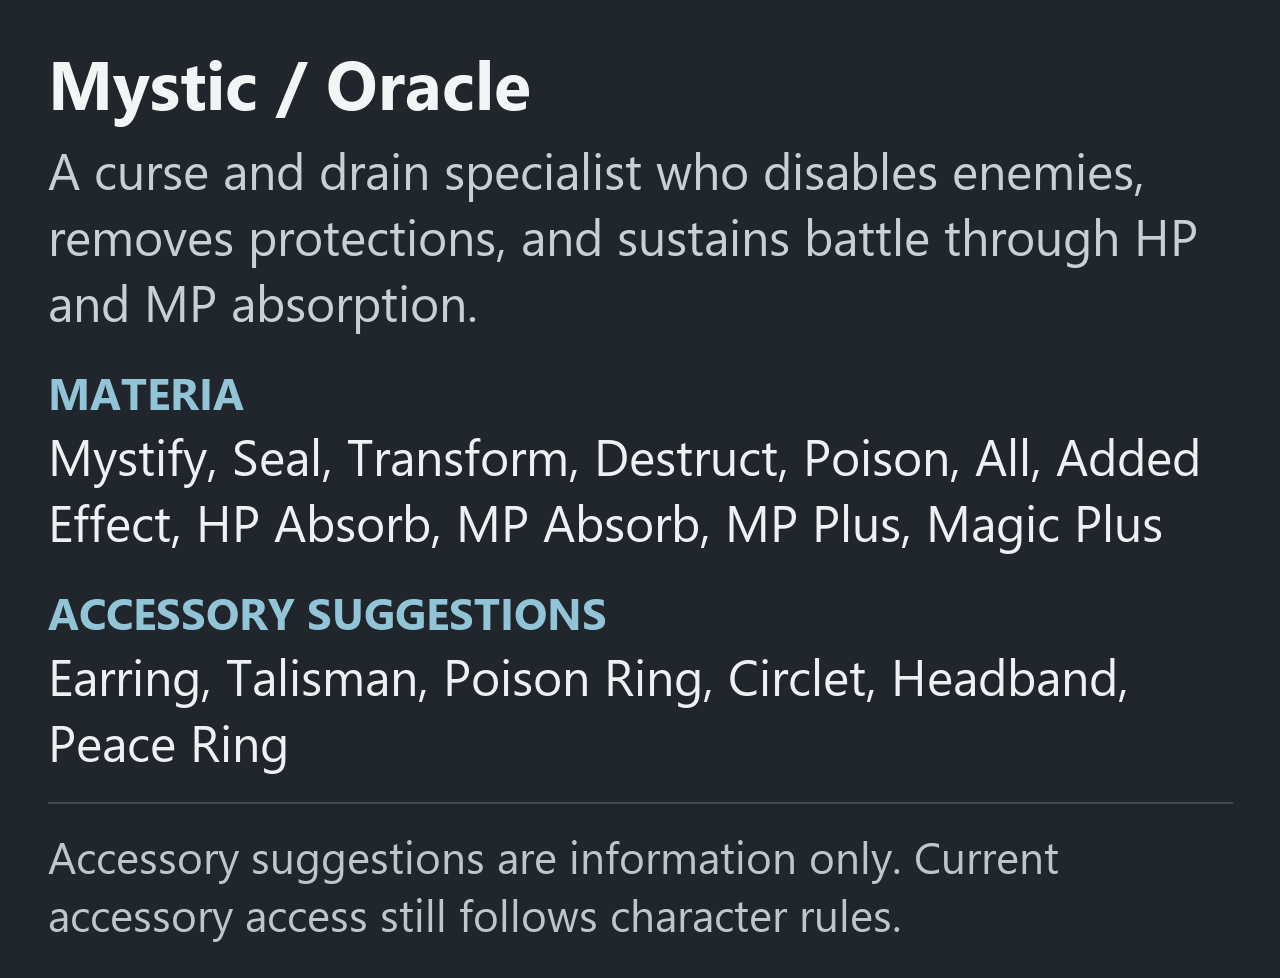 Mystic / Oracle
A curse and drain specialist who disables enemies,
removes protections, and sustains battle through HP
and MP absorption.
MATERIA
Mystify, Seal, Transform, Destruct, Poison, All, Added
Effect, HP Absorb, MP Absorb, MP Plus, Magic Plus
ACCESSORY SUGGESTIONS
Earring, Talisman, Poison Ring, Circlet, Headband,
Peace Ring
Accessory suggestions are information only. Current
accessory access still follows character rules.